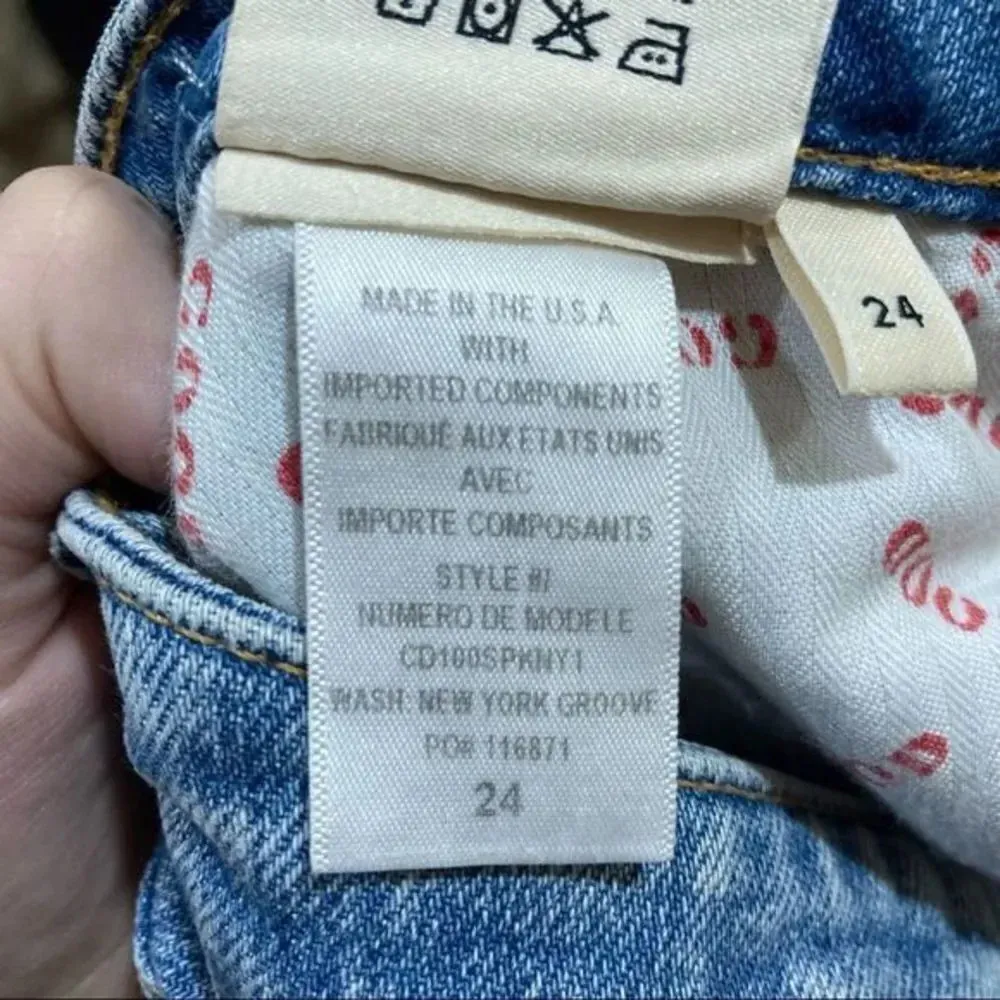 24
MADE IN THE U.S.A
WITH
IMPORTED COMPONENTS
FABRIQUE AUX ETATS UNIS
AVEC
IMPORTE COMPOSANTS
STYLE #/
NUMERO DE MODELE
CD100SPKNY1
WASH: NEW YORK GROOVE
PO# 116871
24